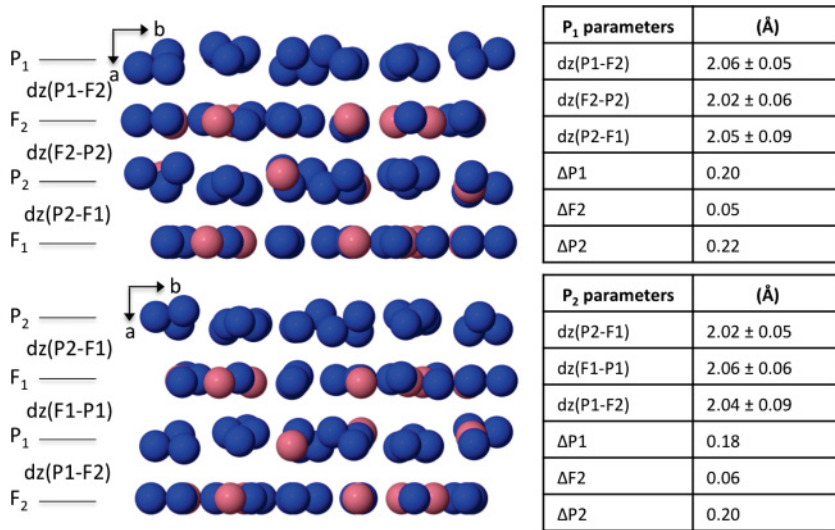 b
P₁
a
dz(P1-F2)
F₂
dz(F2-P2)
P₂
dz(P2-F1)
F₁
P₁ parameters (Å)
dz(P1-F2) 2.06 ± 0.05
dz(F2-P2) 2.02 ± 0.06
dz(P2-F1) 2.05 ± 0.09
ΔP1 0.20
ΔF2 0.05
ΔP2 0.22
b
P₂
a
dz(P2-F1)
F₁
dz(F1-P1)
P₁
dz(P1-F2)
F₂
P₂ parameters (Å)
dz(P2-F1) 2.02 ± 0.05
dz(F1-P1) 2.06 ± 0.06
dz(P1-F2) 2.04 ± 0.09
ΔP1 0.18
ΔF2 0.06
ΔP2 0.20